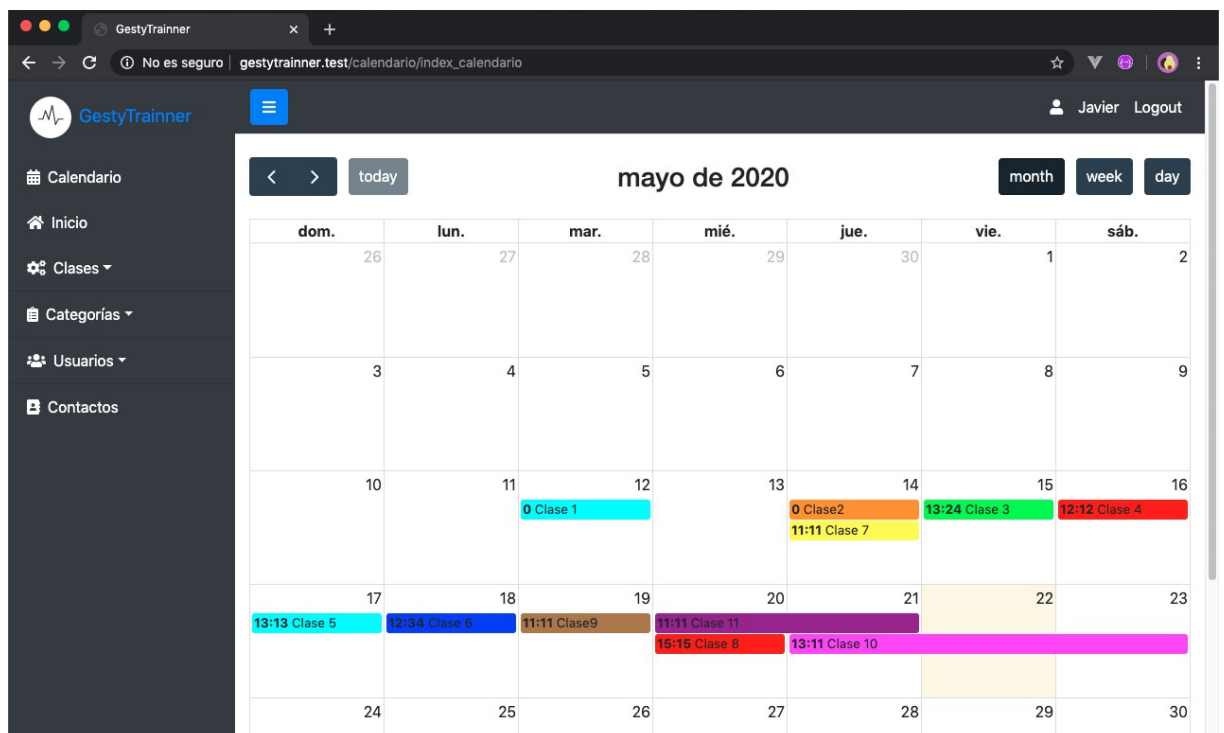 GestyTrainner
No es seguro gestytrainner.test/calendario/index_calendario
GestyTrainner
Javier Logout
Calendario
Inicio
Clases
Categorías
Usuarios
Contactos
today
mayo de 2020
month week day
dom. lun. mar. mié. jue. vie. sáb.
26 27 28 29 30 1 2
3 4 5 6 7 8 9
10 11 12 13 14 15 16
0 Clase 1 0 Clase2 13:24 Clase 3 12:12 Clase 4
11:11 Clase 7
17 18 19 20 21 22 23
13:13 Clase 5 12:34 Clase 6 11:11 Clase9 11:11 Clase 11
15:15 Clase 8 13:11 Clase 10
24 25 26 27 28 29 30